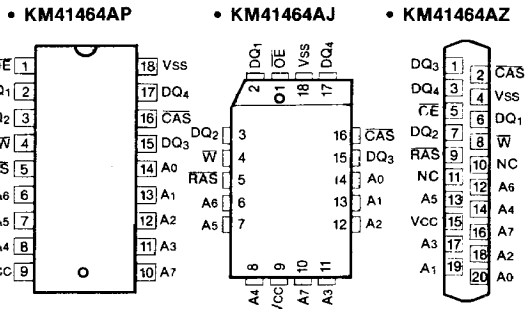 • KM41464AP
• KM41464AJ
• KM41464AZ
1 18 VSS
2 17 DQ4
3 16 CAS
W 4 15 DQ3
5 14 A0
A6 6 13 A1
A5 7 12 A2
A4 8 11 A3
9 10 A7
DQ1 OE VSS DQ4
2 1 18 17
DQ2 3 16 CAS
W 4 15 DQ3
RAS 5 14 A0
A6 6 13 A1
A5 7 12 A2
8 9 10 11
A4 VCC A7 A3
DQ3 1
2 CAS
DQ4 3
4 VSS
5
6 DQ1
DQ2 7
8 W
RAS 9
10 NC
NC 11
12 A6
A5 13
14 A4
VCC 15
16 A7
A3 17
18 A2
A1 19
20 A0